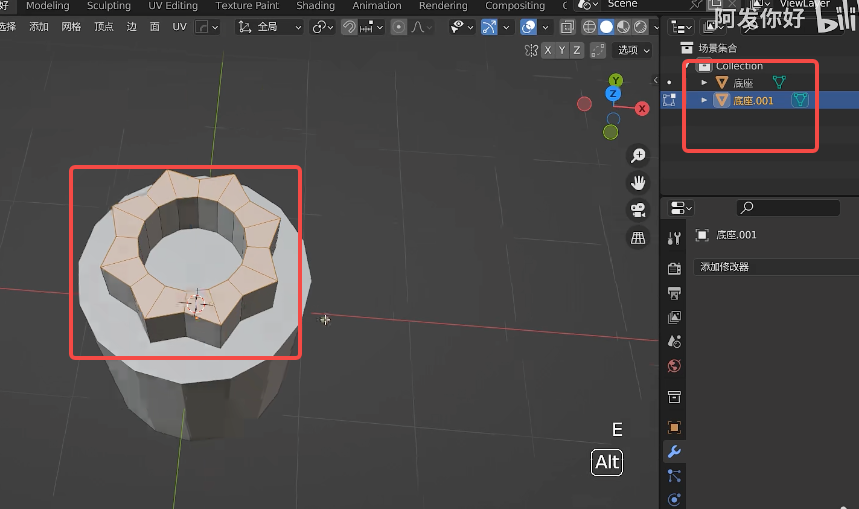 好 Modeling Sculpting UV Editing Texture Paint Shading Animation Rendering Compositing Scene ViewLayer
阿发你好 bili
选择 添加 网格 顶点 边 面 UV 全局
X Y Z 选项
场景集合
Collection
底座
底座.001
Y
Z
X
底座.001
添加修改器
E
Alt